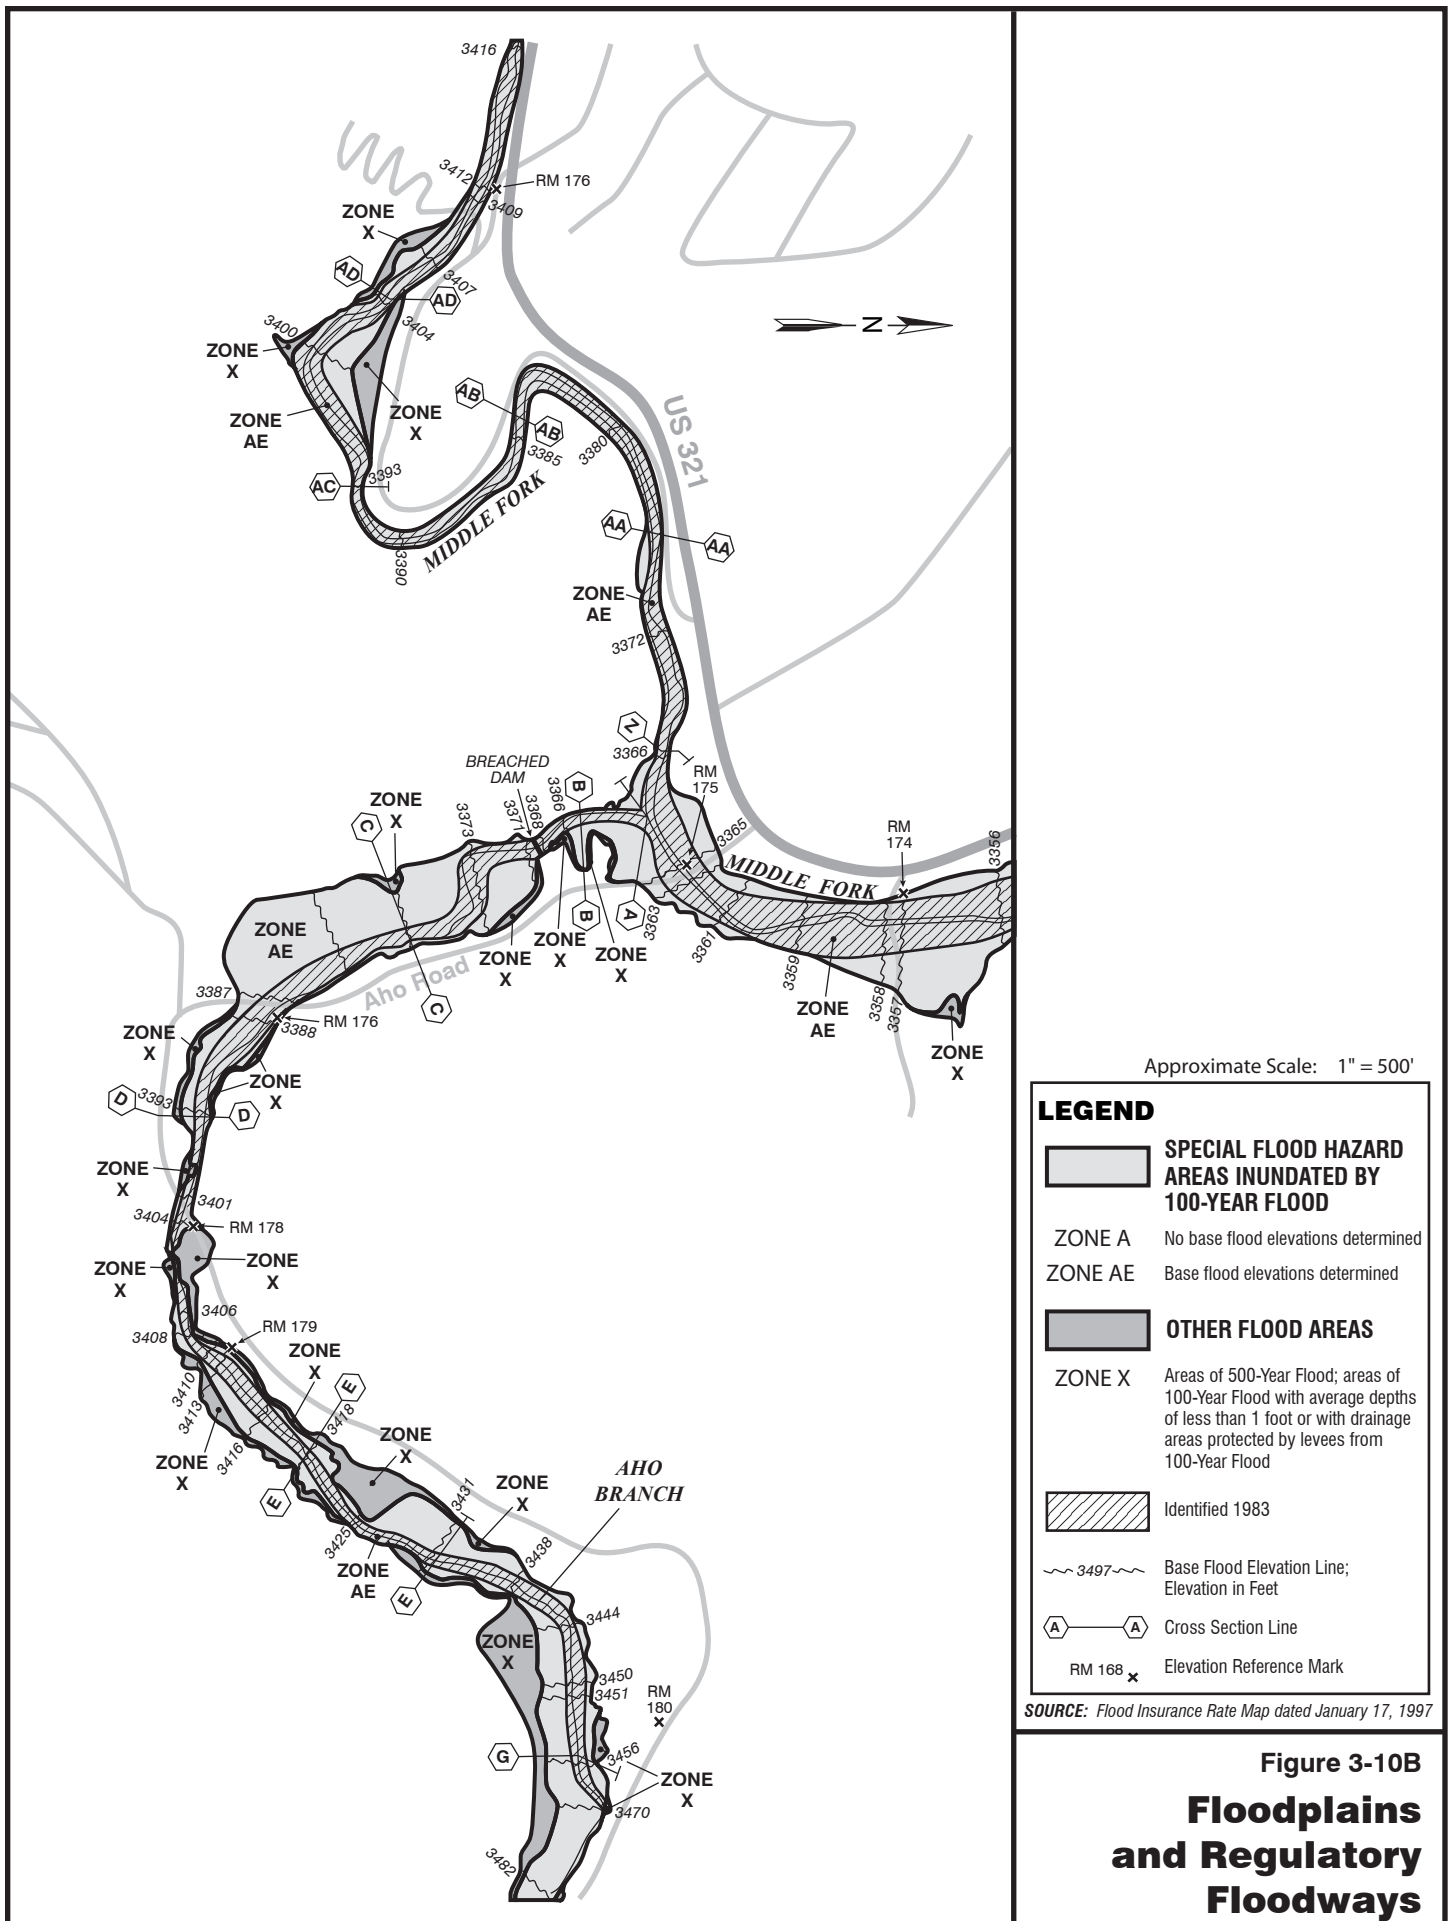 3416
3412
RM 176
3409
ZONE
X
AD
3407
AD
3404
3400
ZONE
X
N
ZONE
AE
ZONE
X
AB
AB
3385
3380
US 321
AC
3393
MIDDLE FORK
3390
AA
AA
ZONE
AE
3372
Z
3366
BREACHED
DAM
RM
175
B
3366
3368
3371
3373
ZONE
X
C
3365
RM
174
3356
MIDDLE FORK
ZONE
AE
B
A
3363
3361
ZONE
X
ZONE
X
ZONE
X
3359
3358
3357
Aho Road
C
ZONE
AE
ZONE
X
3387
RM 176
3388
ZONE
X
ZONE
X
D
3393
D
ZONE
X
3401
3404
RM 178
ZONE
X
ZONE
X
3406
3408
RM 179
ZONE
X
3410
3413
E
3418
3416
ZONE
X
ZONE
X
E
3431
ZONE
X
AHO
BRANCH
3425
ZONE
AE
E
3438
3444
ZONE
X
3450
3451
RM
180
G
3456
ZONE
X
3470
3482
Approximate Scale: 1" = 500'
LEGEND
SPECIAL FLOOD HAZARD
AREAS INUNDATED BY
100-YEAR FLOOD
ZONE A No base flood elevations determined
ZONE AE Base flood elevations determined
OTHER FLOOD AREAS
ZONE X Areas of 500-Year Flood; areas of
100-Year Flood with average depths
of less than 1 foot or with drainage
areas protected by levees from
100-Year Flood
Identified 1983
3497 Base Flood Elevation Line;
Elevation in Feet
A A Cross Section Line
RM 168 Elevation Reference Mark
SOURCE: Flood Insurance Rate Map dated January 17, 1997
Figure 3-10B
Floodplains
and Regulatory
Floodways